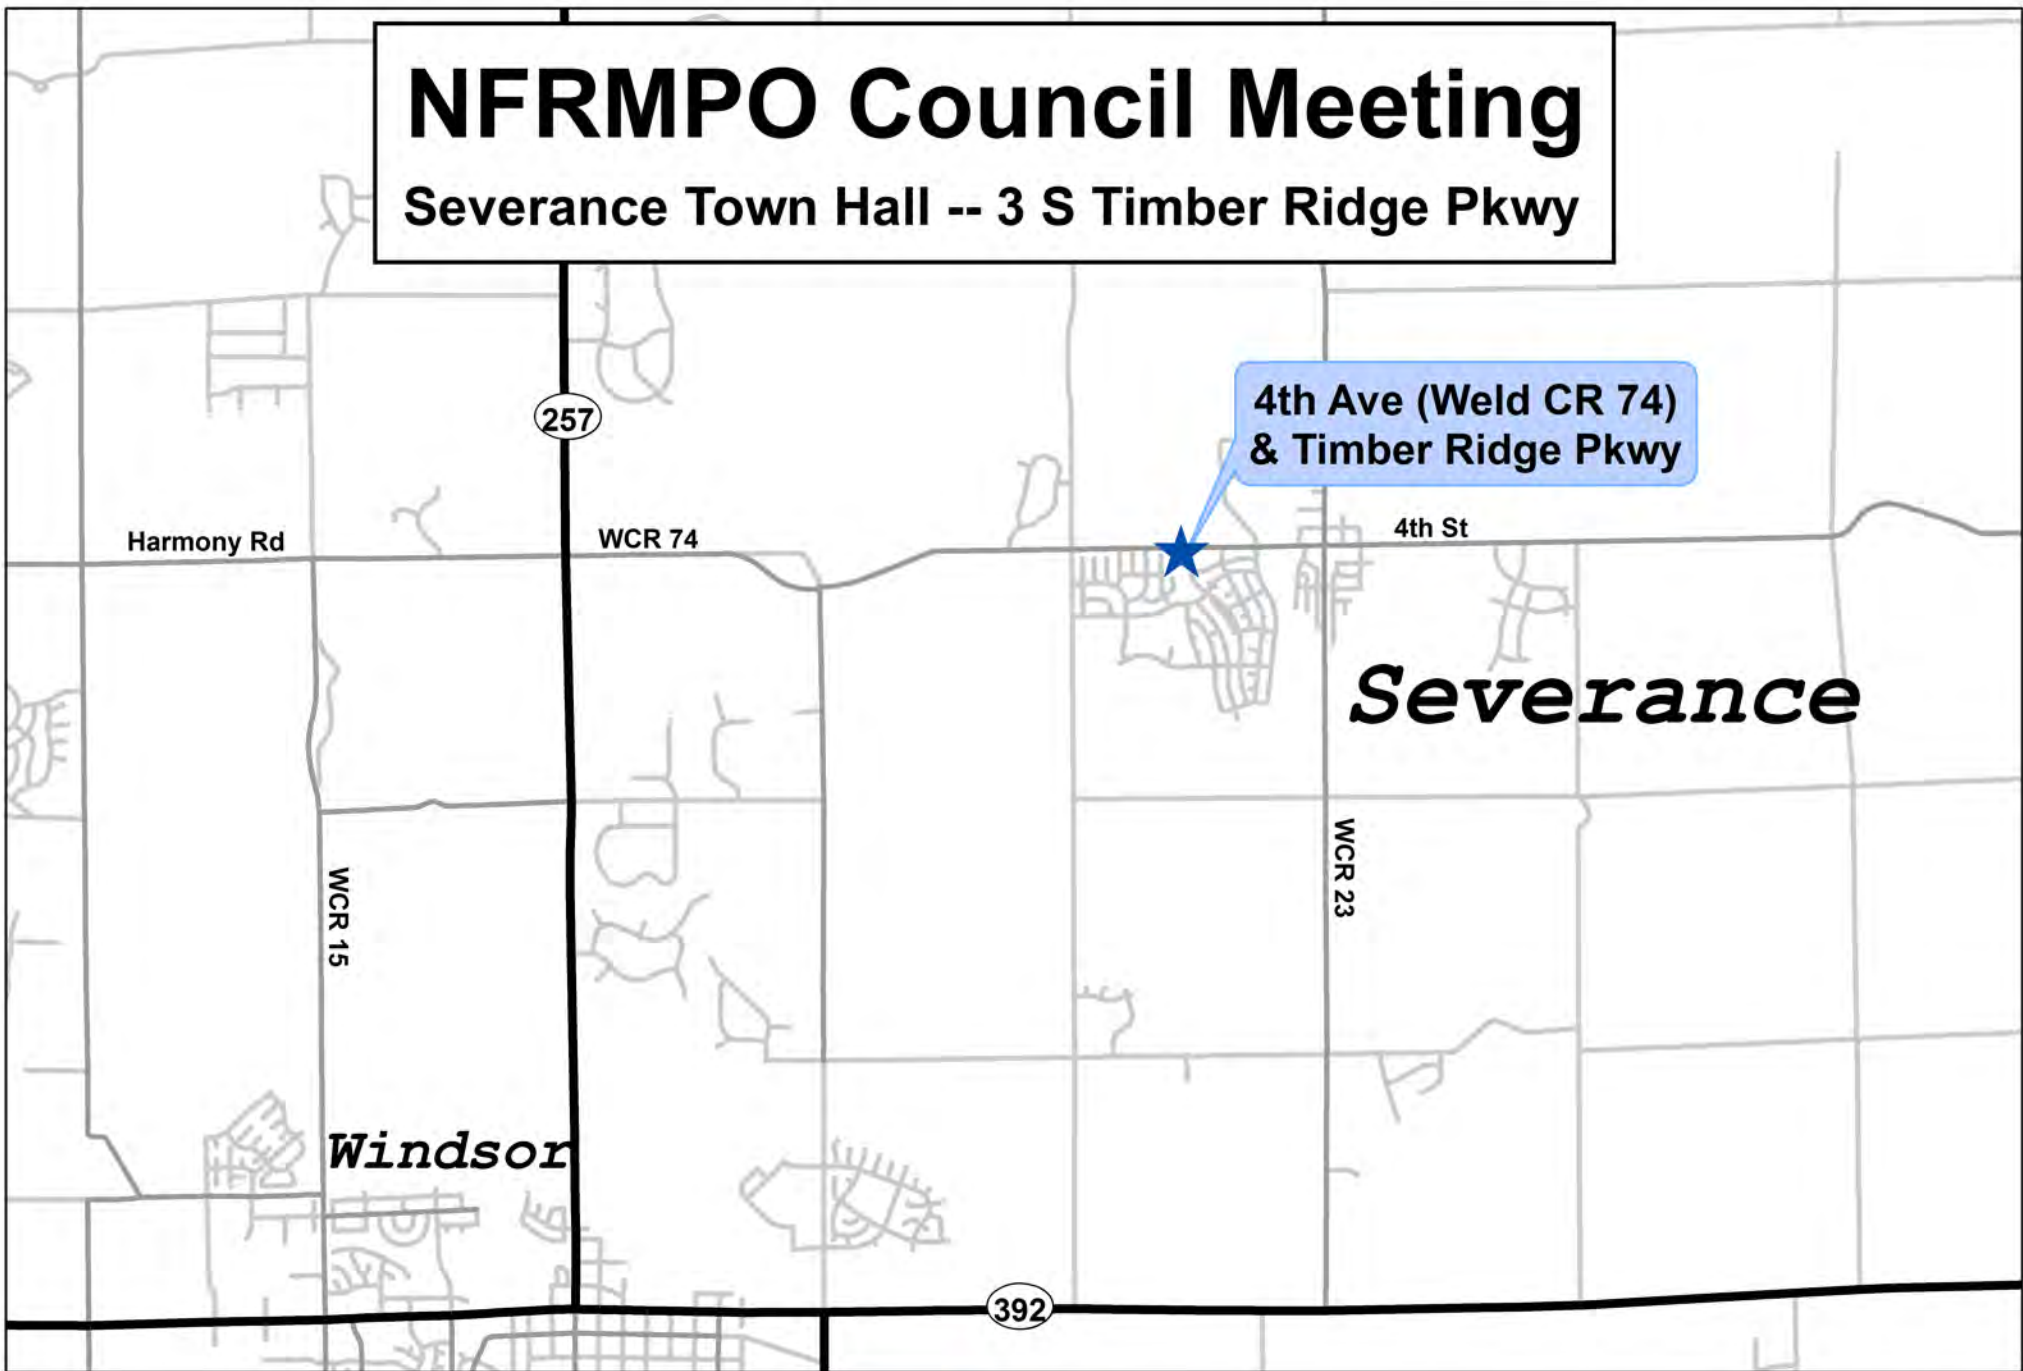 NFRMPO Council Meeting
Severance Town Hall -- 3 S Timber Ridge Pkwy
4th Ave (Weld CR 74)
& Timber Ridge Pkwy
257
Harmony Rd
WCR 74
4th St
Severance
WCR 15
WCR 23
Windsor
392